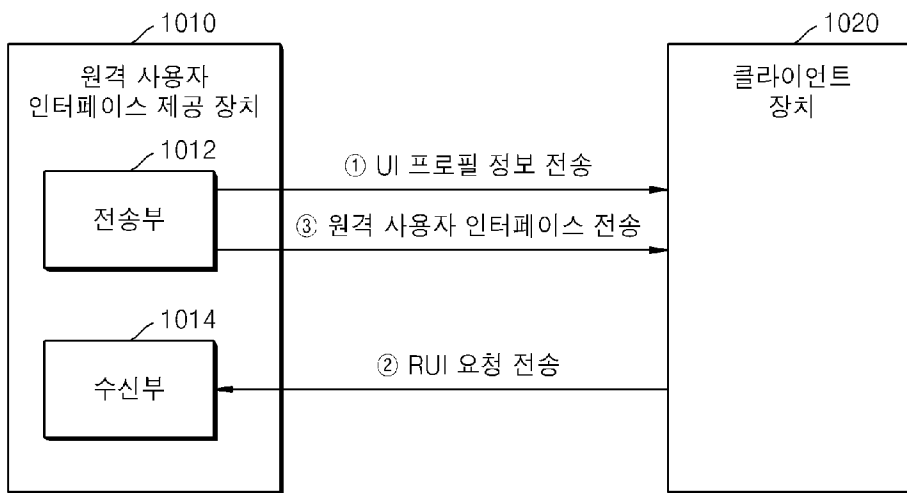 1010
원격 사용자
인터페이스 제공 장치
1012
전송부
1014
수신부
① UI 프로필 정보 전송
③ 원격 사용자 인터페이스 전송
② RUI 요청 전송
1020
클라이언트
장치